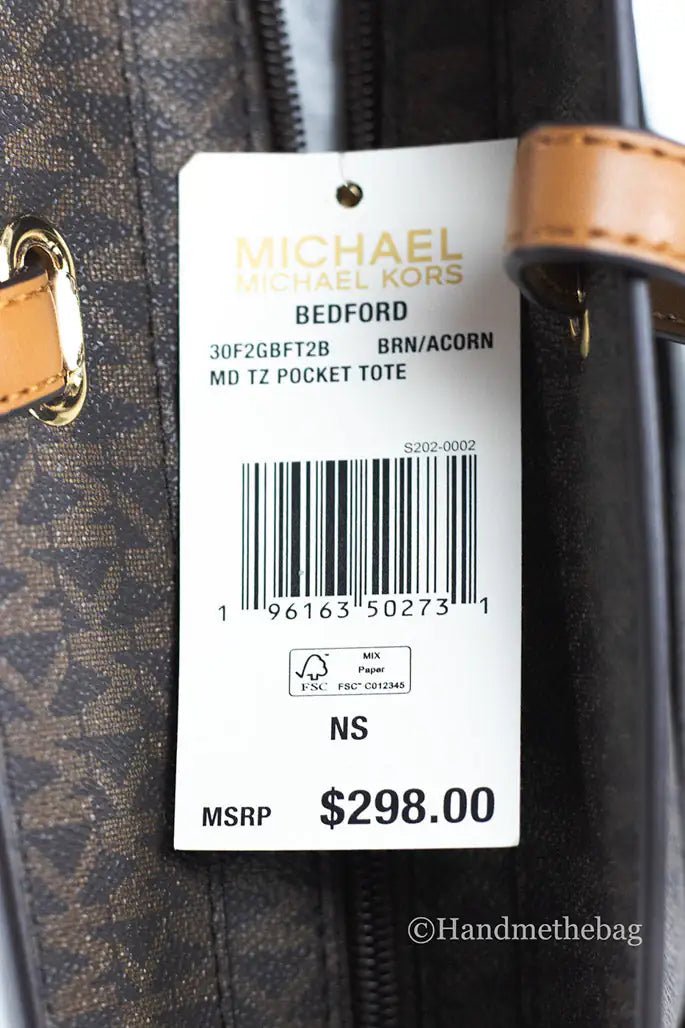 MICHAEL
MICHAEL KORS
BEDFORD
30F2GBFT2B BRN/ACORN
MD TZ POCKET TOTE
S202-0002
1 96163 50273 1
MIX
Paper
FSC FSC™ C012345
NS
MSRP $298.00
©Handmethebag